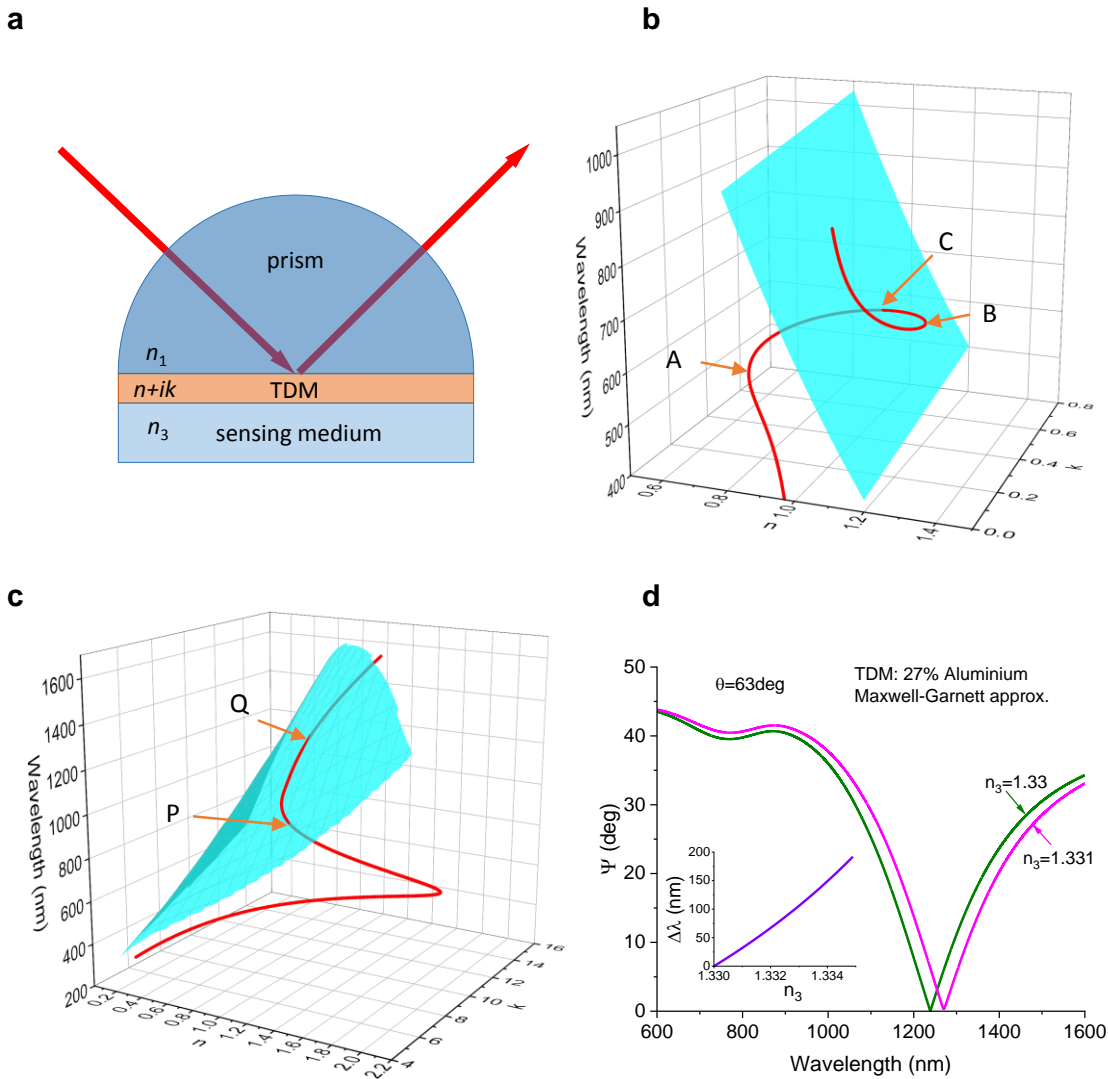 a
prism
n1
n+ik
TDM
n3
sensing medium
b
1000
900
800
700
600
500
400
Wavelength (nm)
A
B
C
0.6
0.8
1.0
1.2
1.4
n
0.0
0.2
0.4
0.6
0.8
K
c
1600
1400
1200
1000
800
600
400
200
Wavelength (nm)
Q
P
0.2
0.4
0.6
0.8
1.0
1.2
1.4
1.6
1.8
2.0
2.2
n
4
6
8
10
12
14
16
K
d
50
40
30
20
10
0
Ψ (deg)
θ=63deg
TDM: 27% Aluminium
Maxwell-Garnett approx.
n3=1.33
n3=1.331
200
150
100
50
0
Δλ (nm)
1.330
1.332
1.334
n3
600
800
1000
1200
1400
1600
Wavelength (nm)